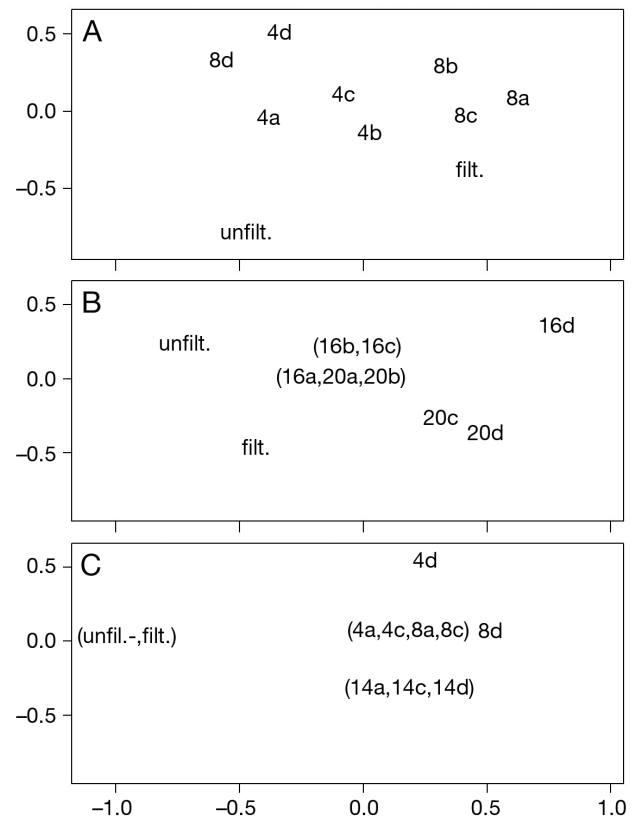 A
0.5
4d
8d
8b
4c
8a
0.0
4a
8c
4b
filt.
−0.5
unfilt.
B
0.5
16d
unfilt.
(16b,16c)
0.0
(16a,20a,20b)
20c
20d
filt.
−0.5
C
0.5
4d
0.0
(unfil.-,filt.)
(4a,4c,8a,8c) 8d
(14a,14c,14d)
−0.5
−1.0 −0.5 0.0 0.5 1.0